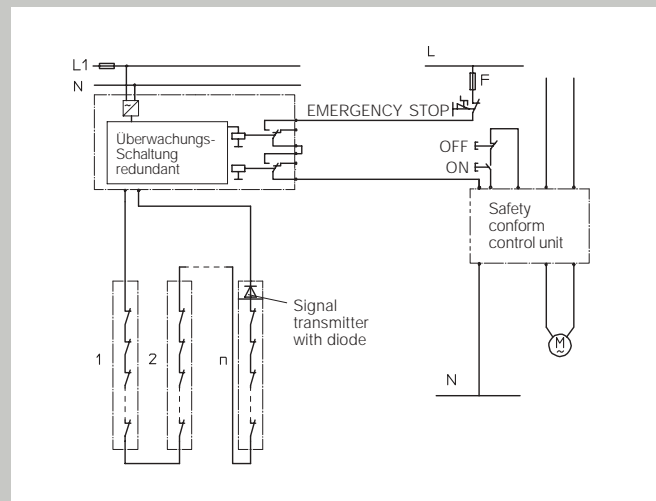 L1
N
L
F
EMERGENCY STOP
OFF
ON
~
Überwachungs-
Schaltung
redundant
Safety
conform
control unit
Signal
transmitter
with diode
1
2
n
M
~
N